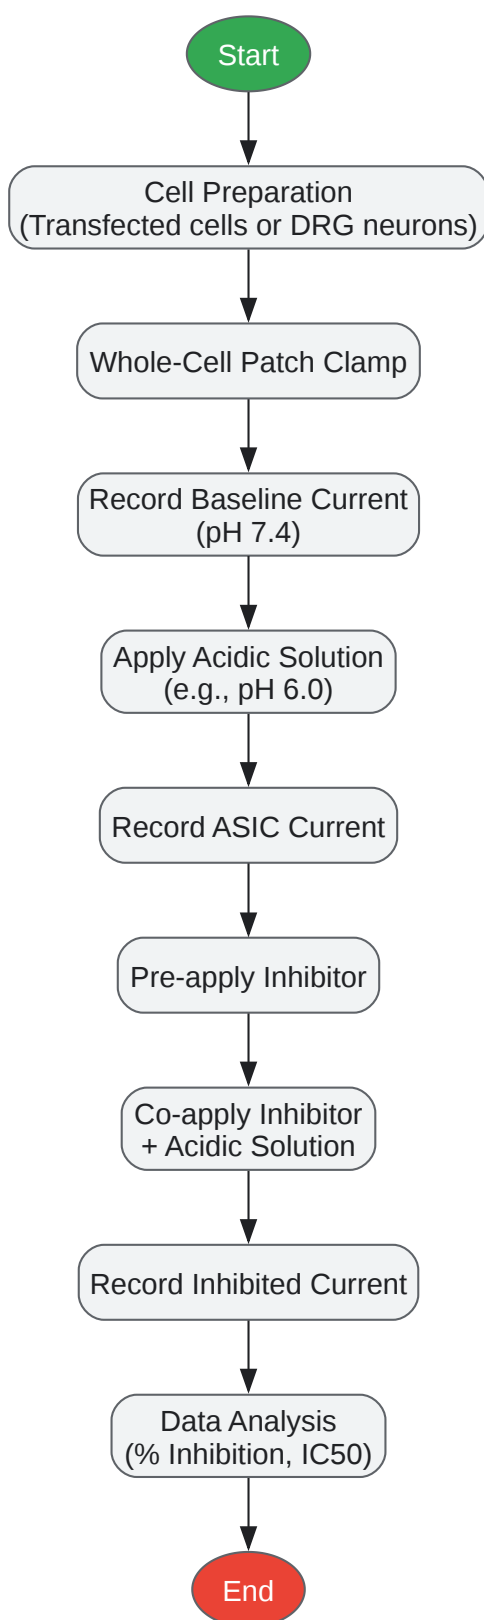 Start
Cell Preparation
(Transfected cells or DRG neurons)
Whole-Cell Patch Clamp
Record Baseline Current
(pH 7.4)
Apply Acidic Solution
(e.g., pH 6.0)
Record ASIC Current
Pre-apply Inhibitor
Co-apply Inhibitor
+ Acidic Solution
Record Inhibited Current
Data Analysis
(% Inhibition, IC50)
End